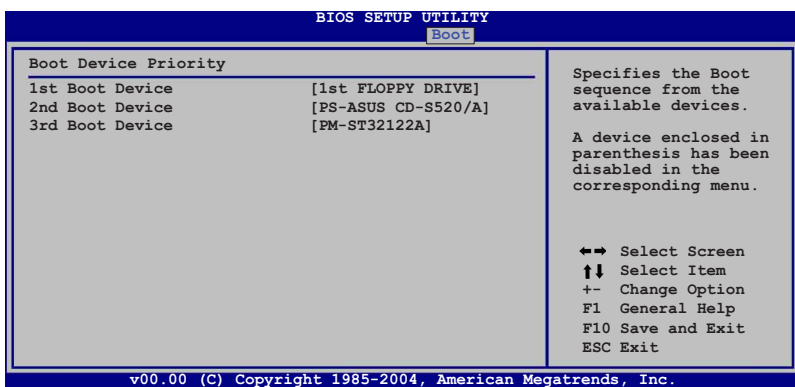 BIOS SETUP UTILITY
Boot
Boot Device Priority
1st Boot Device [1st FLOPPY DRIVE]
2nd Boot Device [PS-ASUS CD-S520/A]
3rd Boot Device [PM-ST32122A]
Specifies the Boot
sequence from the
available devices.
A device enclosed in
parenthesis has been
disabled in the
corresponding menu.
←→ Select Screen
↑↓ Select Item
+- Change Option
F1 General Help
F10 Save and Exit
ESC Exit
v00.00 (C) Copyright 1985-2004, American Megatrends, Inc.